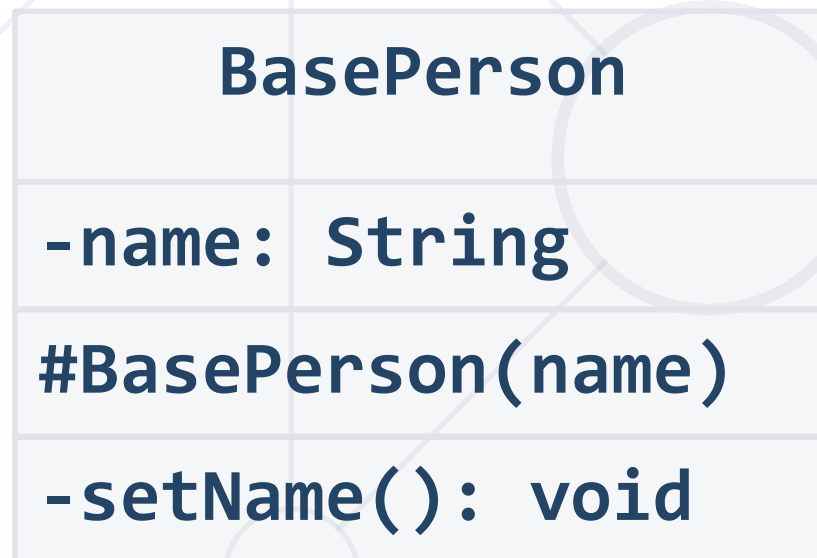 BasePerson
-name: String
#BasePerson(name)
-setName(): void